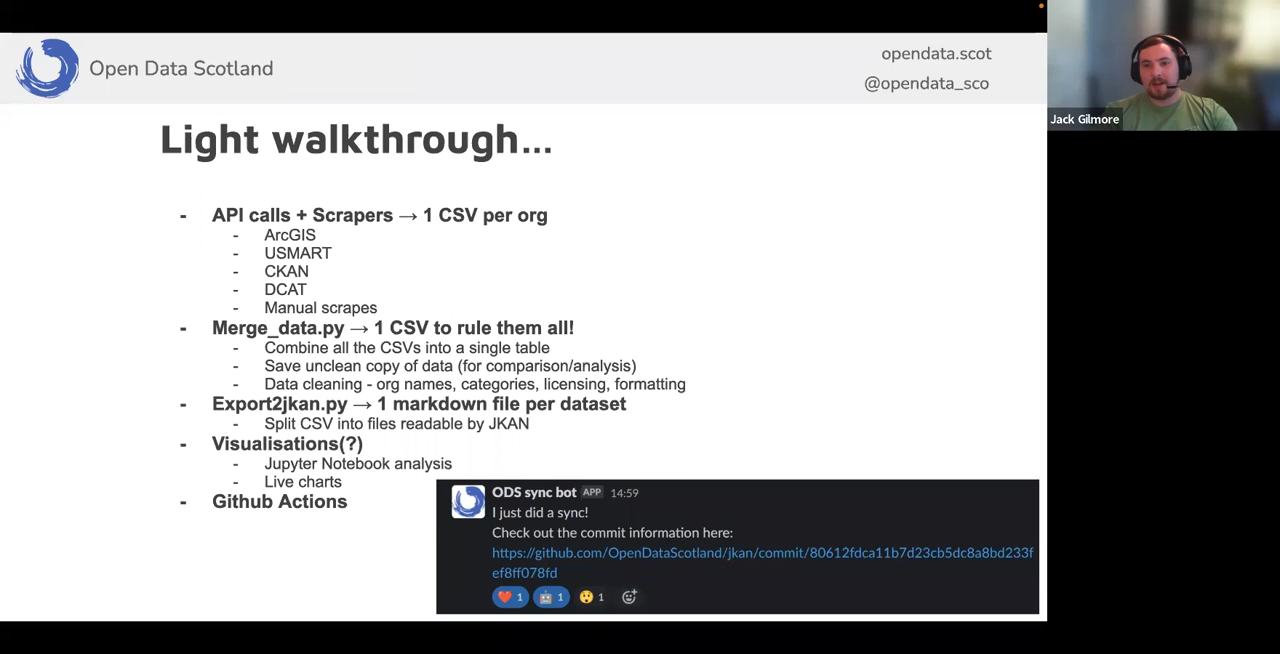 Open Data Scotland
opendata.scot
@opendata_sco
Jack Gilmore
Light walkthrough...
- API calls + Scrapers → 1 CSV per org
- ArcGIS
- USMART
- CKAN
- DCAT
- Manual scrapes
- Merge_data.py → 1 CSV to rule them all!
- Combine all the CSVs into a single table
- Save unclean copy of data (for comparison/analysis)
- Data cleaning - org names, categories, licensing, formatting
- Export2jkan.py → 1 markdown file per dataset
- Split CSV into files readable by JKAN
- Visualisations(?)
- Jupyter Notebook analysis
- Live charts
- Github Actions
ODS sync bot APP 14:59
I just did a sync!
Check out the commit information here:
https://github.com/OpenDataScotland/jkan/commit/80612fdca11b7d23cb5dc8a8bd233f
ef8ff078fd
❤️ 1 🤖 1 😲 1